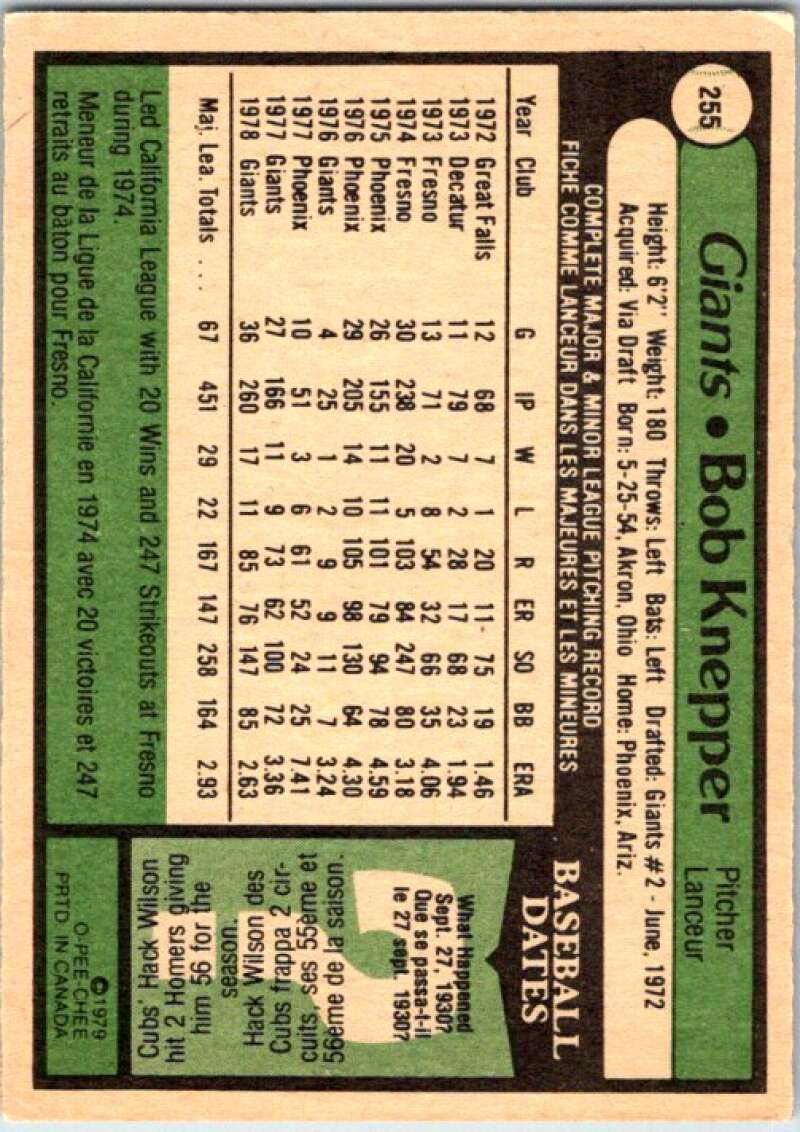 255
Giants • Bob Knepper
Pitcher
Lanceur
Height: 6'2" Weight: 180 Throws: Left Bats: Left Drafted: Giants #2 - June, 1972
Acquired: Via Draft Born: 5-25-54, Akron, Ohio Home: Phoenix, Ariz.
COMPLETE MAJOR & MINOR LEAGUE PITCHING RECORD
FICHE COMME LANCEUR DANS LES MAJEURES ET LES MINEURES
Year Club G IP W L R ER SO BB ERA
1972 Great Falls 12 68 7 1 20 11 75 19 1.46
1973 Decatur 11 79 7 2 28 17 68 23 1.94
1973 Fresno 13 71 2 8 54 32 66 35 4.06
1974 Fresno 30 238 20 5 103 84 247 80 3.18
1975 Phoenix 26 155 11 11 101 79 94 78 4.59
1976 Phoenix 29 205 14 10 105 98 130 64 4.30
1976 Giants 4 25 1 2 9 9 11 7 3.24
1977 Phoenix 10 51 3 6 61 52 24 25 7.41
1977 Giants 27 166 11 9 73 62 100 72 3.36
1978 Giants 36 260 17 11 85 76 147 85 2.63
Maj. Lea. Totals ... 67 451 29 22 167 147 258 164 2.93
Led California League with 20 Wins and 247 Strikeouts at Fresno
during 1974.
Meneur de la Ligue de la Californie en 1974 avec 20 victoires et 247
retraits au bâton pour Fresno.
BASEBALL
DATES
What Happened
Sept. 27, 1930?
Que se passa-t-il
le 27 sept. 1930?
Hack Wilson des
Cubs frappa 2 cir-
cuits, ses 55ème et
56ème de la saison.
Cubs' Hack Wilson
hit 2 Homers giving
him 56 for the
season.
©1979
O-PEE-CHEE
PRTD. IN CANADA